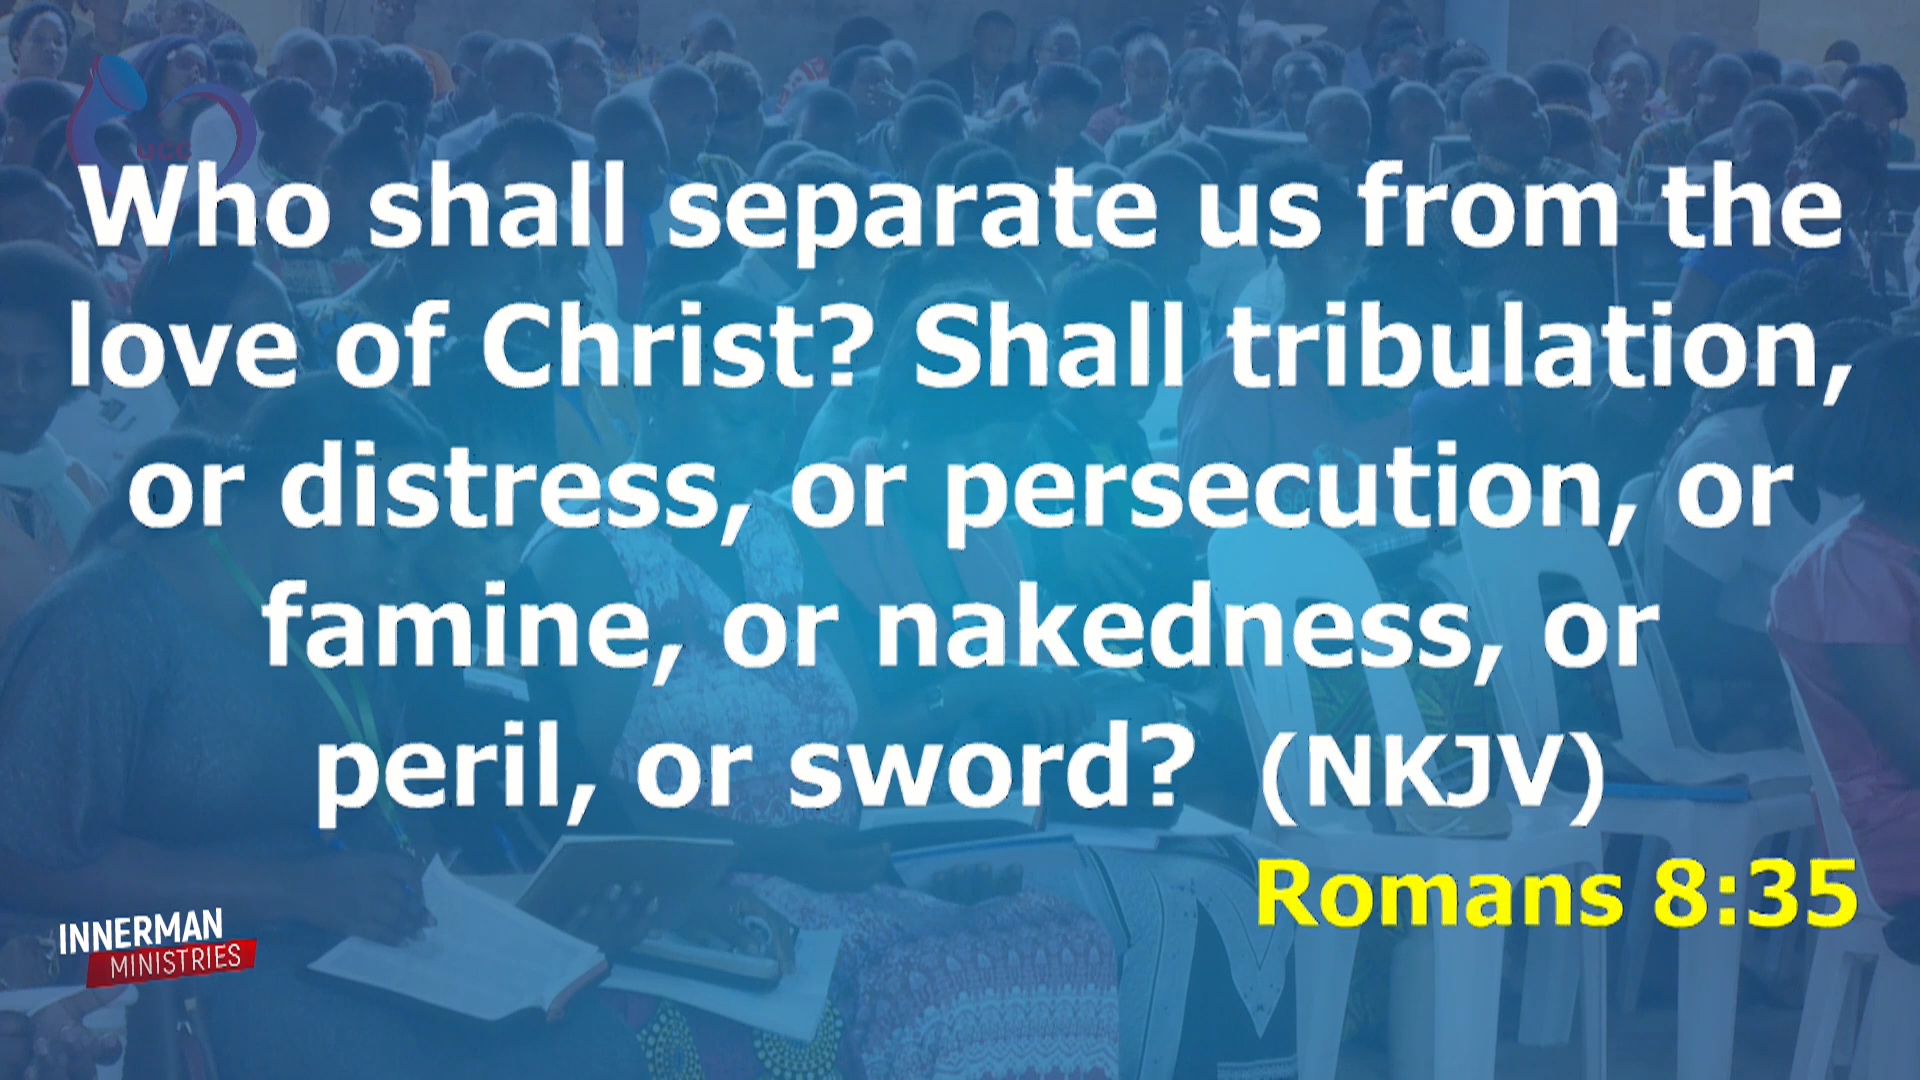 UCC
Who shall separate us from the
love of Christ? Shall tribulation,
or distress, or persecution, or
famine, or nakedness, or
peril, or sword? (NKJV)
Romans 8:35
INNERMAN
MINISTRIES